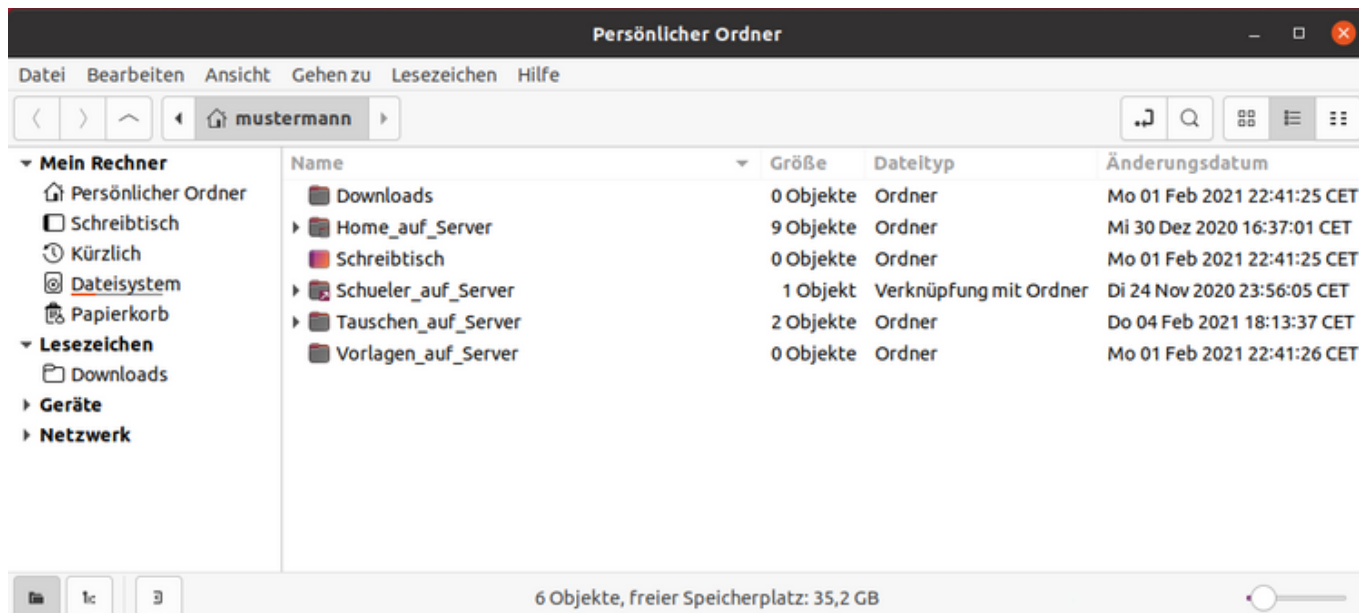 Persönlicher Ordner
Datei Bearbeiten Ansicht Gehen zu Lesezeichen Hilfe
mustermann
Mein Rechner
Persönlicher Ordner
Schreibtisch
Kürzlich
Dateisystem
Papierkorb
Lesezeichen
Downloads
Geräte
Netzwerk
Name Größe Dateityp Änderungsdatum
Downloads 0 Objekte Ordner Mo 01 Feb 2021 22:41:25 CET
Home_auf_Server 9 Objekte Ordner Mi 30 Dez 2020 16:37:01 CET
Schreibtisch 0 Objekte Ordner Mo 01 Feb 2021 22:41:25 CET
Schueler_auf_Server 1 Objekt Verknüpfung mit Ordner Di 24 Nov 2020 23:56:05 CET
Tauschen_auf_Server 2 Objekte Ordner Do 04 Feb 2021 18:13:37 CET
Vorlagen_auf_Server 0 Objekte Ordner Mo 01 Feb 2021 22:41:26 CET
6 Objekte, freier Speicherplatz: 35,2 GB